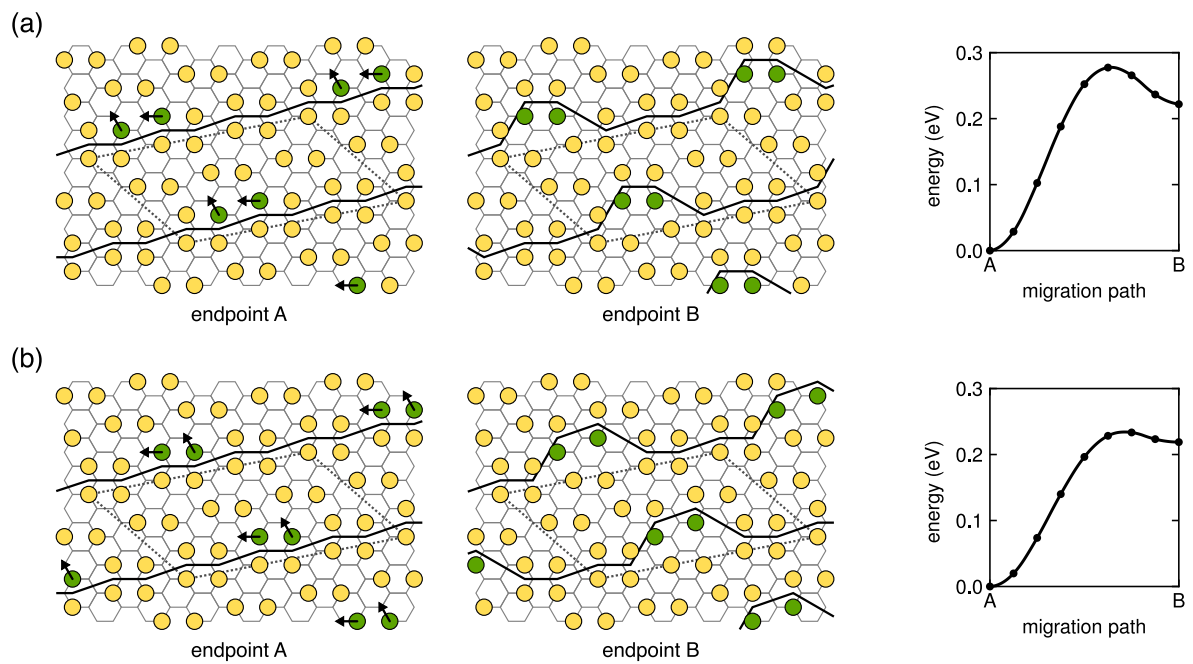 (a)
endpoint A
endpoint B
energy (eV)
0.3
0.2
0.1
0.0
A
B
migration path
(b)
endpoint A
endpoint B
energy (eV)
0.3
0.2
0.1
0.0
A
B
migration path